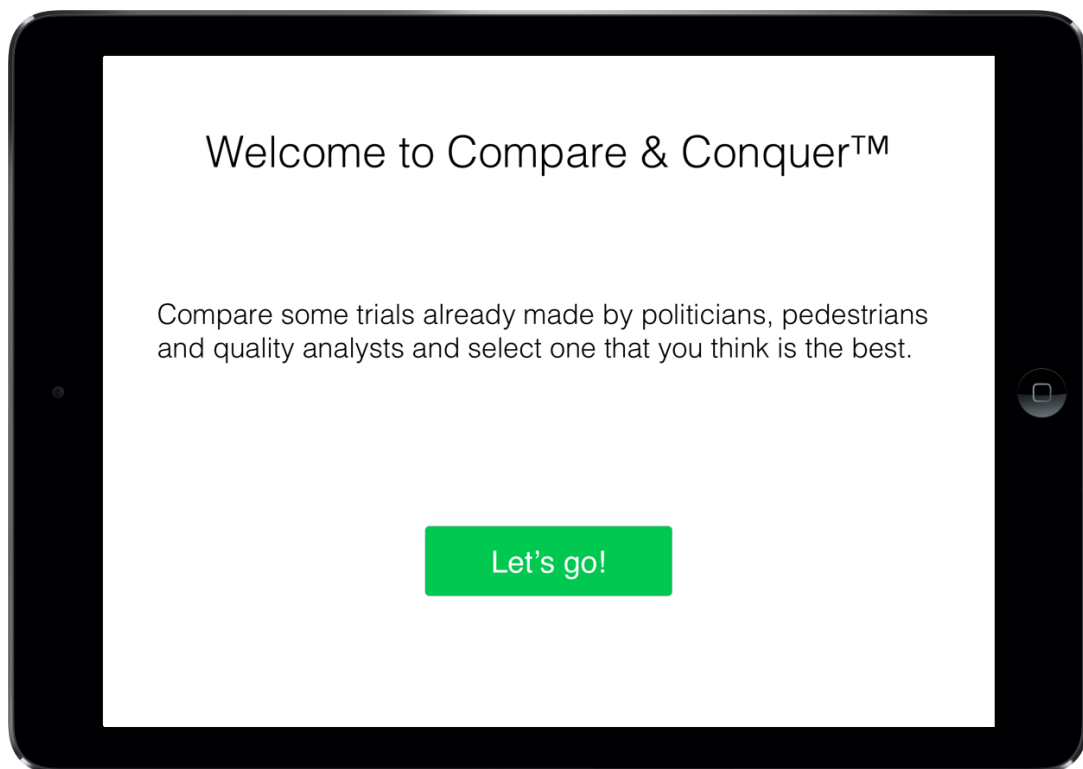 Welcome to Compare & Conquer™
Compare some trials already made by politicians, pedestrians
and quality analysts and select one that you think is the best.
Let's go!